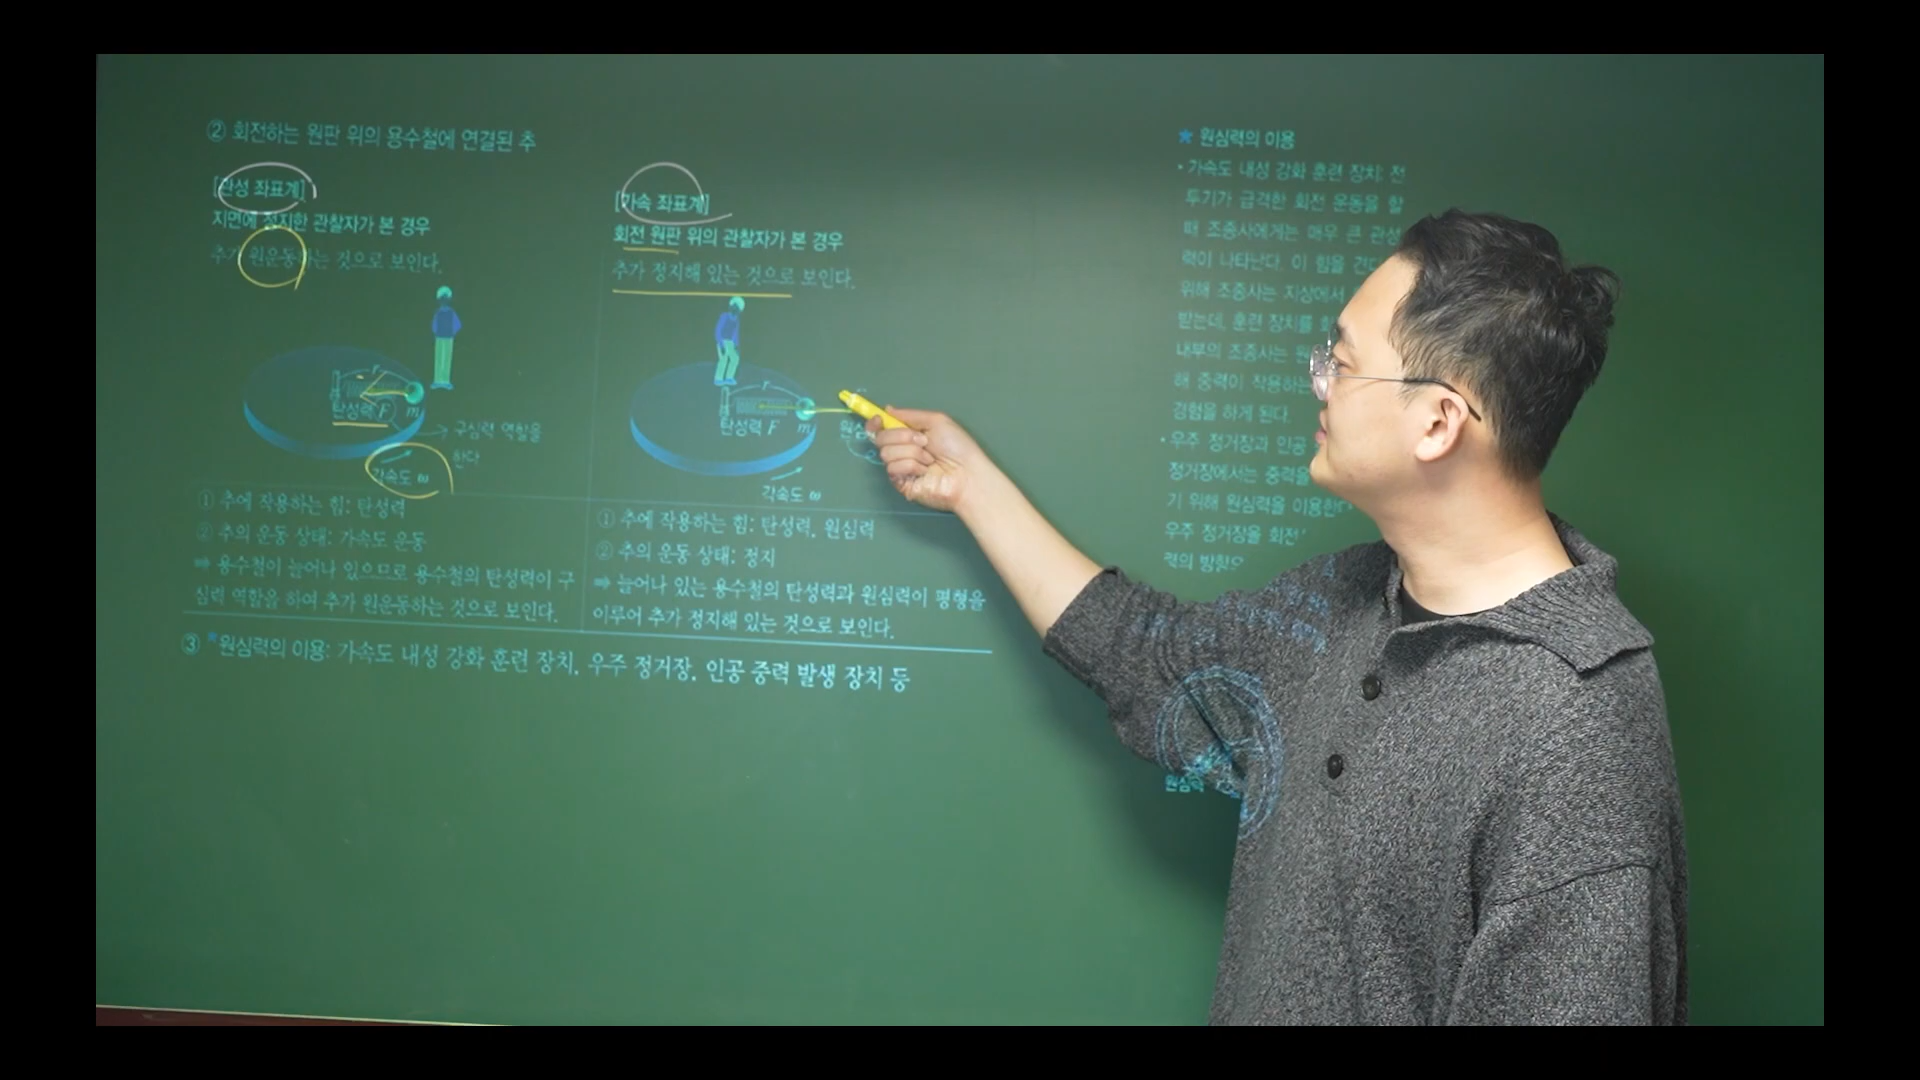 ② 회전하는 원판 위의 용수철에 연결된 추
[관성 좌표계]
지면에 정지한 관찰자가 본 경우
추가 원운동하는 것으로 보인다.
r
탄성력 F
m
구심력 역할을
한다
각속도 ω
① 추에 작용하는 힘: 탄성력
② 추의 운동 상태: 가속도 운동
➡ 용수철이 늘어나 있으므로 용수철의 탄성력이 구
심력 역할을 하여 추가 원운동하는 것으로 보인다.
[가속 좌표계]
회전 원판 위의 관찰자가 본 경우
추가 정지해 있는 것으로 보인다.
r
탄성력 F
m
각속도 ω
① 추에 작용하는 힘: 탄성력, 원심력
② 추의 운동 상태: 정지
➡ 늘어나 있는 용수철의 탄성력과 원심력이 평형을
이루어 추가 정지해 있는 것으로 보인다.
③ *원심력의 이용: 가속도 내성 강화 훈련 장치, 우주 정거장, 인공 중력 발생 장치 등
★ 원심력의 이용
• 가속도 내성 강화 훈련 장치: 전
투기가 급격한 회전 운동을 할
때 조종사에게는 매우 큰 관성
력이 나타난다. 이 힘을
위해 조종사는 지상에서
받는데, 훈련 장치를
내부의 조종사는
해 중력이 작용하는
경험을 하게 된다.
• 우주 정거장과 인공
정거장에서는 중력을
기 위해 원심력을 이용한다
우주 정거장을 회전
력의 방향으
원심력